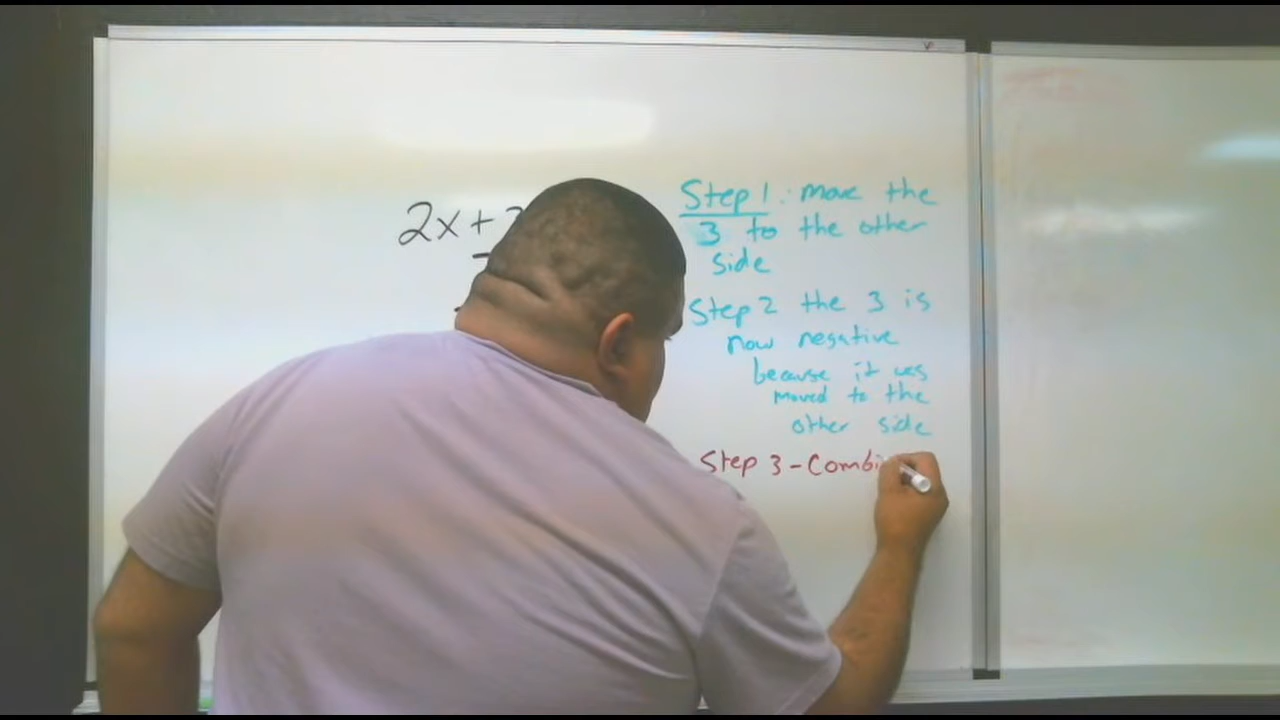 2x+
Step 1: move the
3 to the other
side
Step 2 the 3 is
now negative
because it was
moved to the
other side
Step 3 - Combi